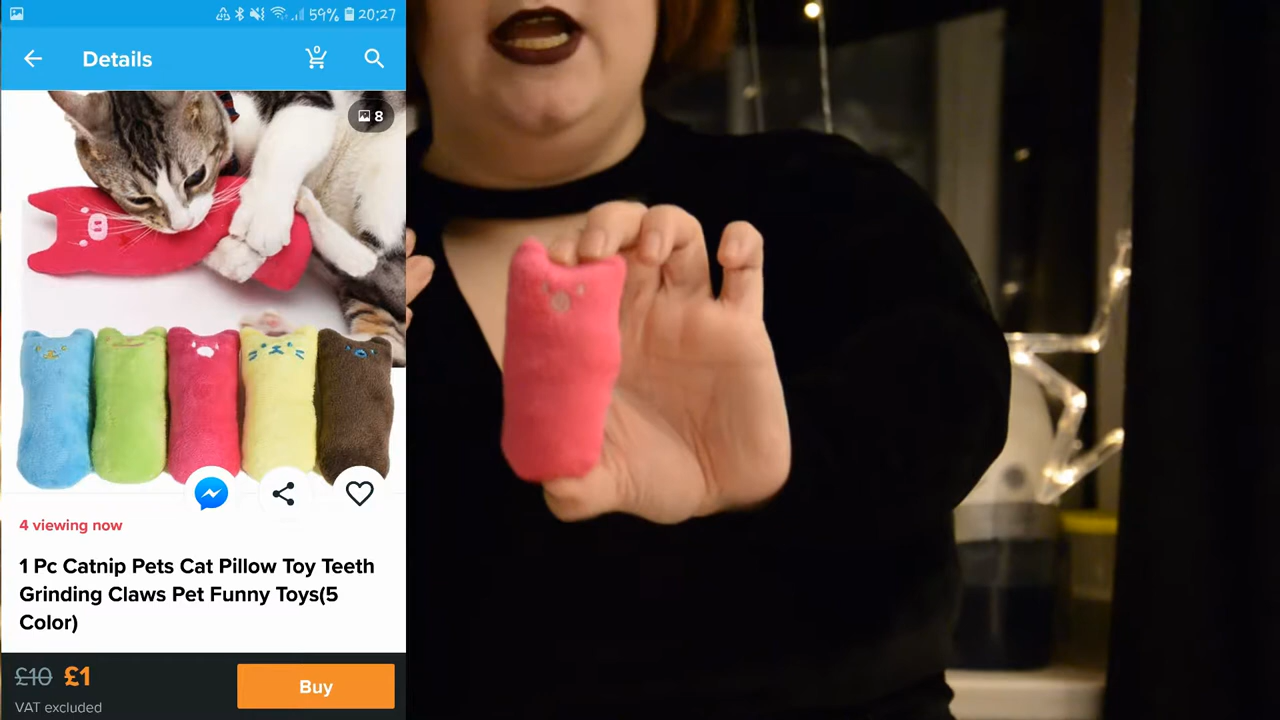 59% 20:27
Details
0
8
4 viewing now
1 Pc Catnip Pets Cat Pillow Toy Teeth
Grinding Claws Pet Funny Toys(5
Color)
£10 £1
Buy
VAT excluded